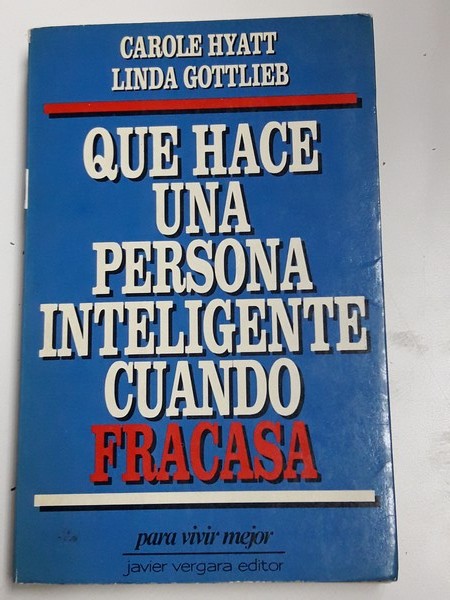 CAROLE HYATT
LINDA GOTTLIEB
QUE HACE
UNA
PERSONA
INTELIGENTE
CUANDO
FRACASA
para vivir mejor
javier vergara editor